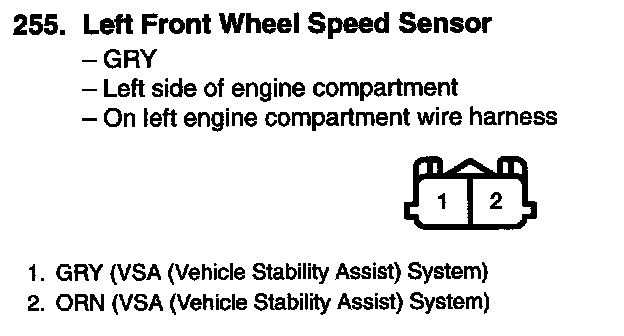 255. Left Front Wheel Speed Sensor
– GRY
– Left side of engine compartment
– On left engine compartment wire harness
1 2
1. GRY (VSA (Vehicle Stability Assist) System)
2. ORN (VSA (Vehicle Stability Assist) System)